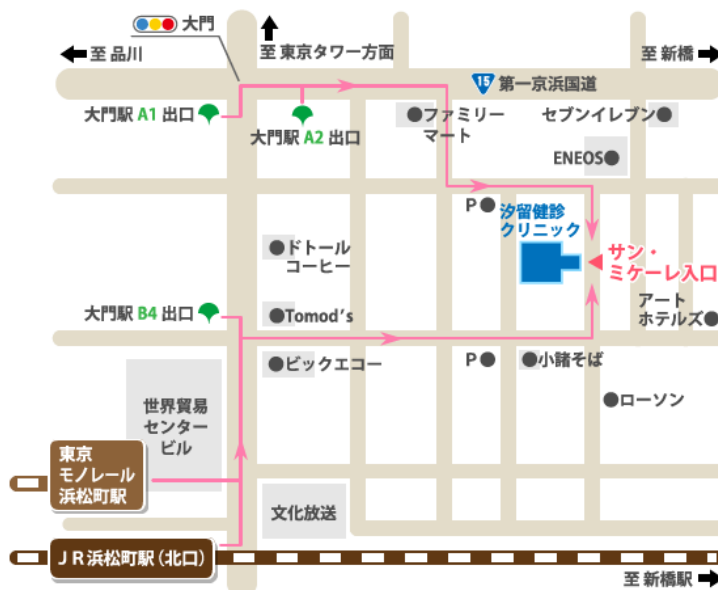 大門
至 品川
至 東京タワー方面
至 新橋
15 第一京浜国道
大門駅 A1 出口
大門駅 A2 出口
ファミリー
マート
セブンイレブン
ENEOS
P
汐留健診
クリニック
サン・
ミケーレ入口
ドトール
コーヒー
アート
ホテルズ
大門駅 B4 出口
Tomod's
ビックエコー
P
小諸そば
ローソン
世界貿易
センター
ビル
東京
モノレール
浜松町駅
文化放送
JR浜松町駅(北口)
至 新橋駅